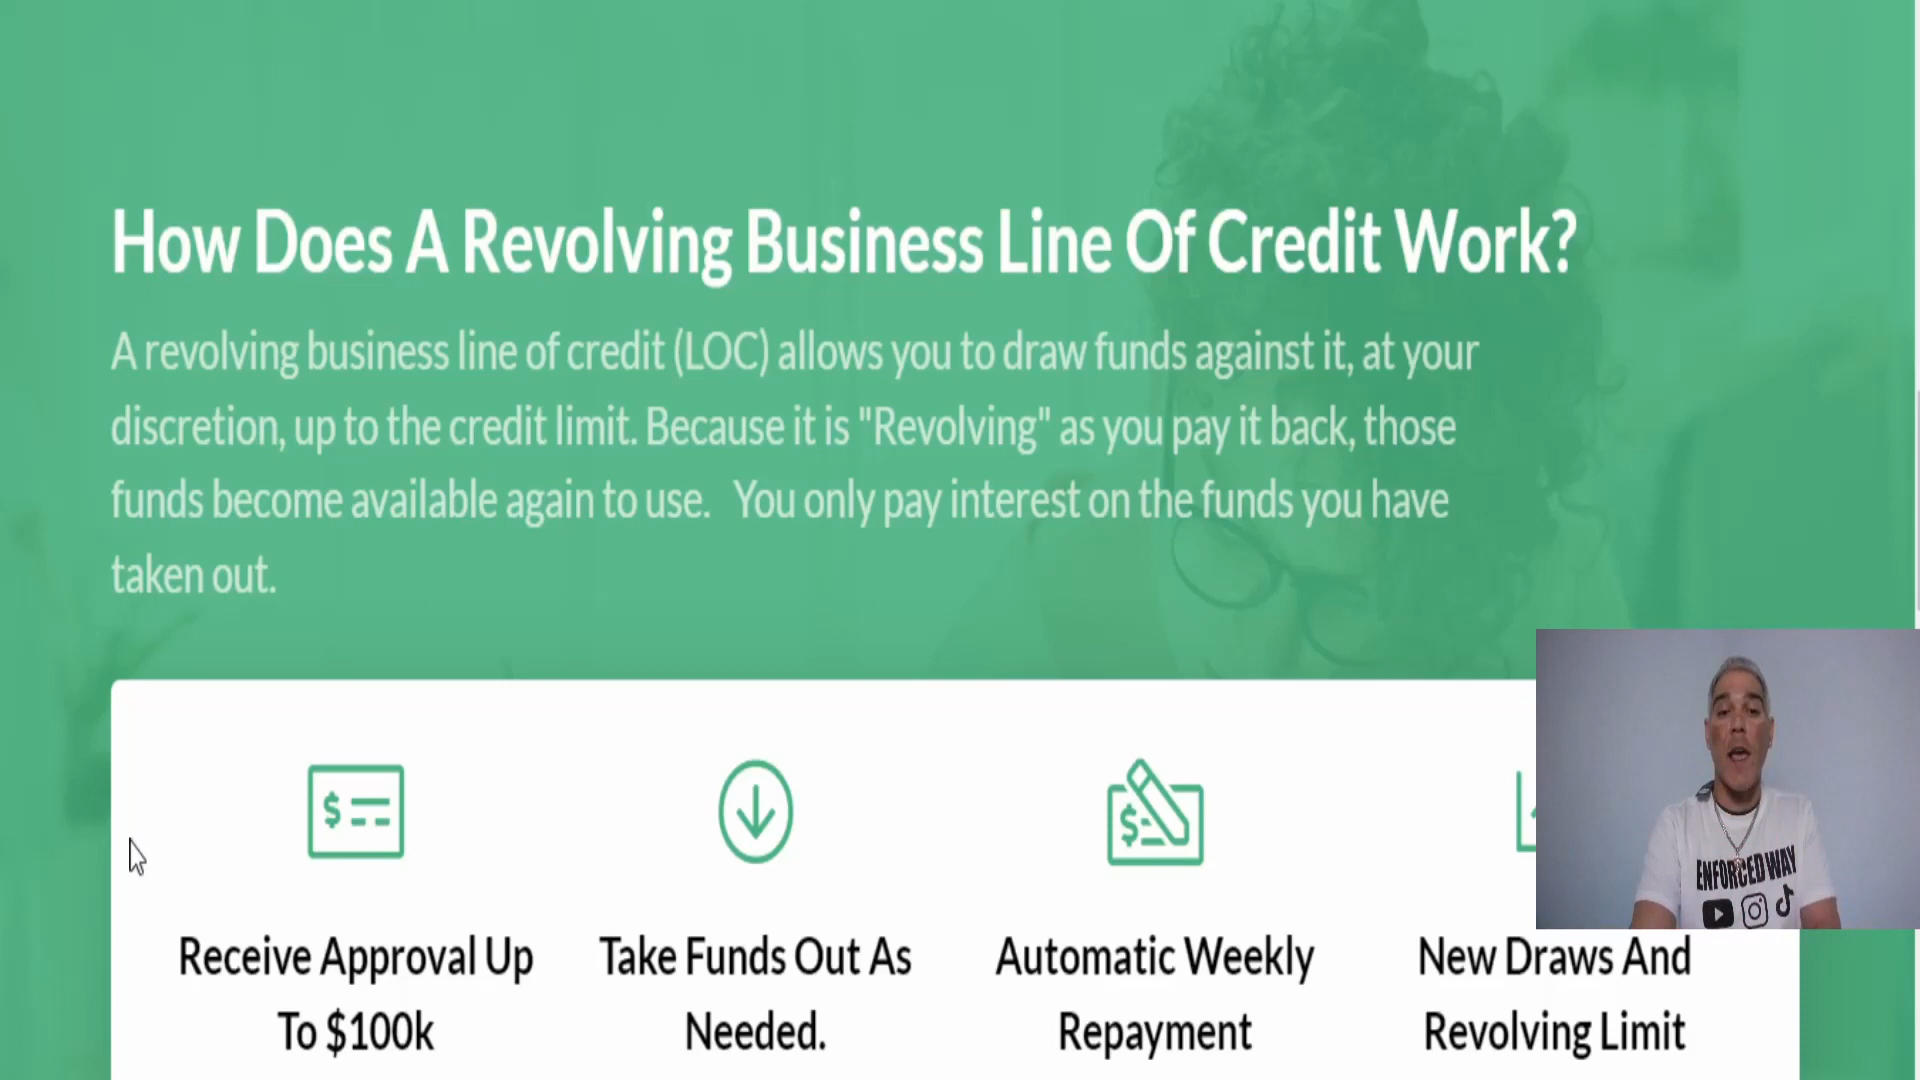 How Does A Revolving Business Line Of Credit Work?
A revolving business line of credit (LOC) allows you to draw funds against it, at your
discretion, up to the credit limit. Because it is "Revolving" as you pay it back, those
funds become available again to use. You only pay interest on the funds you have
taken out.
$
$
ENFORCED WAY
Receive Approval Up
To $100k
Take Funds Out As
Needed.
Automatic Weekly
Repayment
New Draws And
Revolving Limit